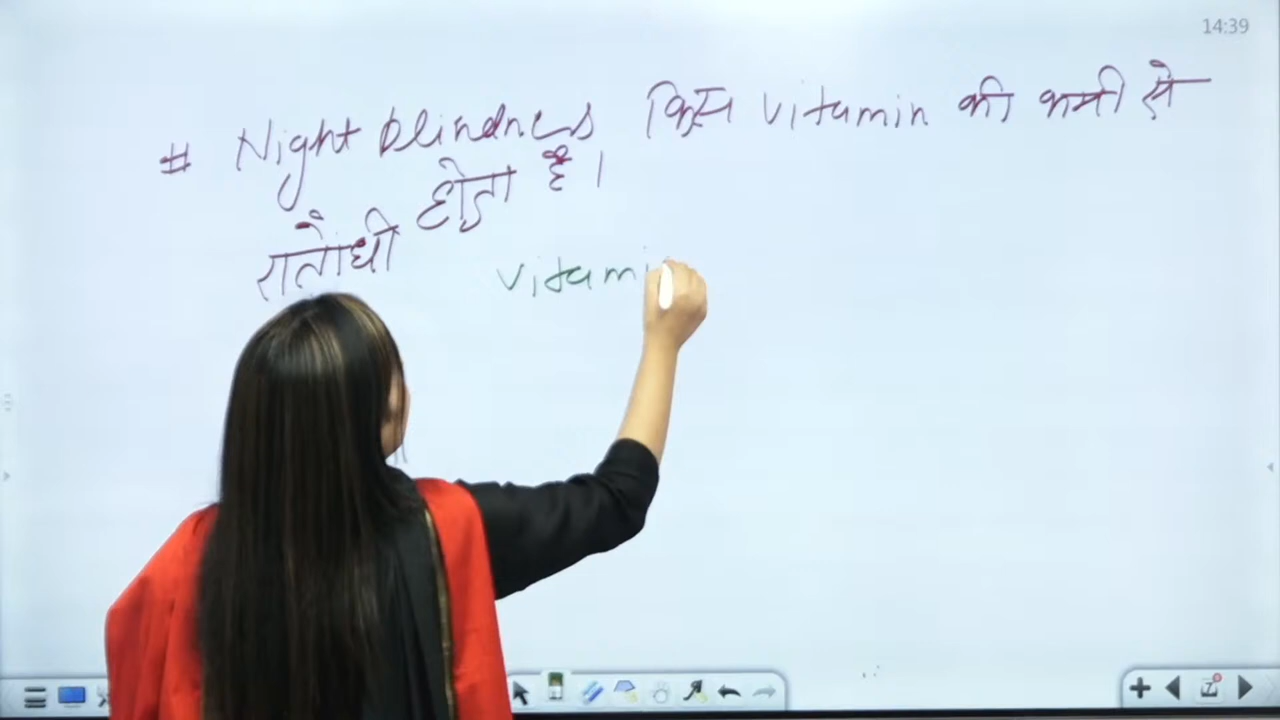 14:39
# Night blindness किस vitamin की कमी से
होता है।
रतौंधी
vitami